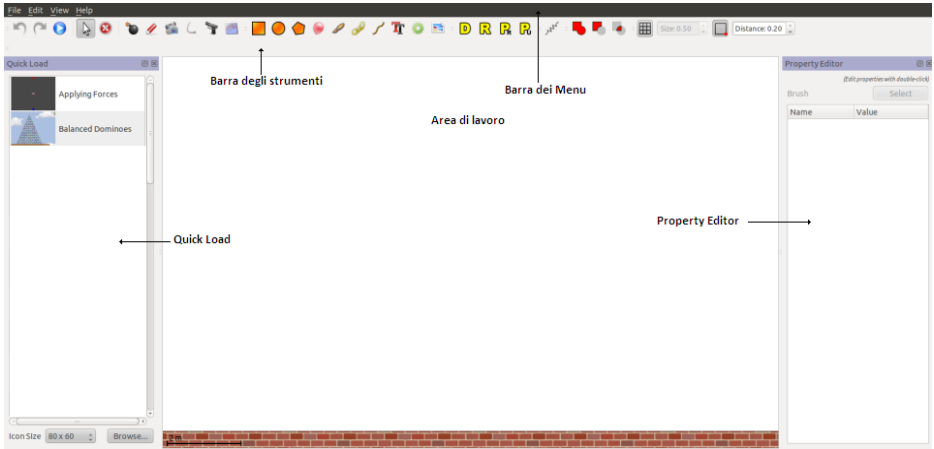 File Edit View Help
Size: 0.50 Distance: 0.20
Quick Load
Property Editor
Barra degli strumenti
Barra dei Menu
(Edit properties with double-click)
Applying Forces
Brush Select
Name Value
Area di lavoro
Balanced Dominoes
Property Editor
Quick Load
Icon Size 80 x 60 Browse...
2 m